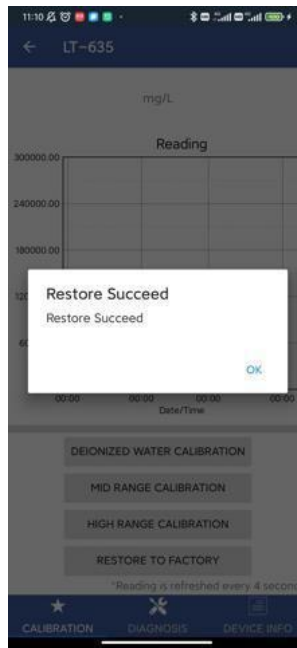 11:10
LT-635
mg/L
Reading
300000.00
240000.00
180000.00
Restore Succeed
Restore Succeed
OK
00:00 00:00 00:00 00:00
Date/Time
DEIONIZED WATER CALIBRATION
MID RANGE CALIBRATION
HIGH RANGE CALIBRATION
RESTORE TO FACTORY
*Reading is refreshed every 4 secon
CALIBRATION DIAGNOSIS DEVICE INFO